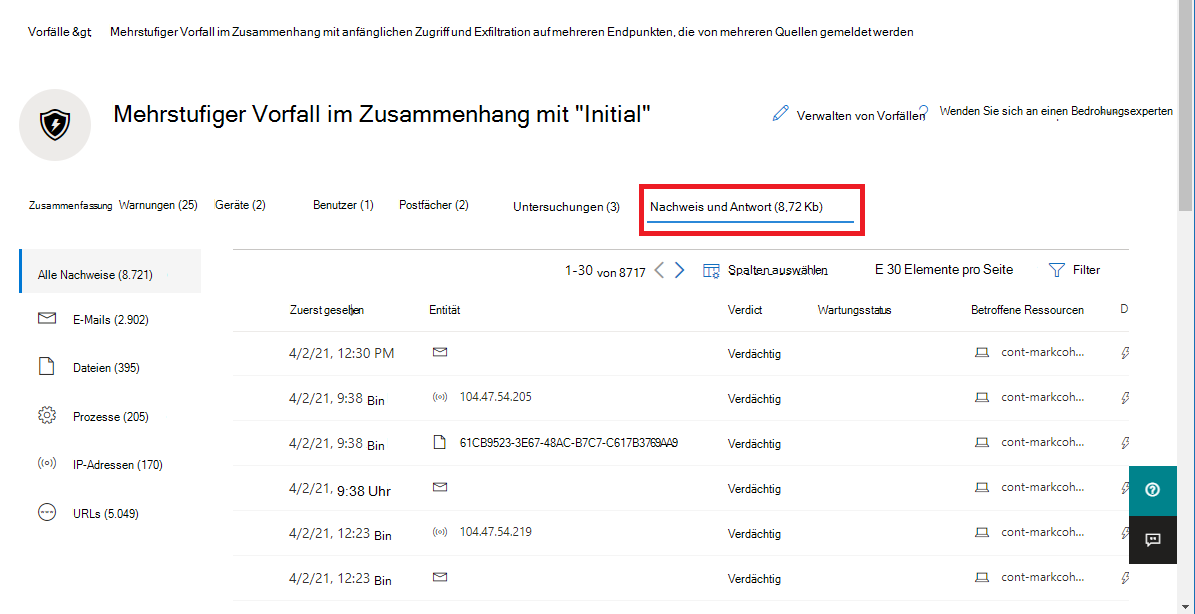 Vorfälle &gt; Mehrstufiger Vorfall im Zusammenhang mit anfänglichen Zugriff und Exfiltration auf mehreren Endpunkten, die von mehreren Quellen gemeldet werden
Mehrstufiger Vorfall im Zusammenhang mit "Initial"
Verwalten von Vorfällen
Wenden Sie sich an einen Bedrohungsexperten
Zusammenfassung Warnungen (25) Geräte (2) Benutzer (1) Postfächer (2) Untersuchungen (3) Nachweis und Antwort (8,72 Kb)
Alle Nachweise (8.721)
E-Mails (2.902)
Dateien (395)
Prozesse (205)
IP-Adressen (170)
URLs (5.049)
1-30 von 8717 Spalten auswählen E 30 Elemente pro Seite Filter
Zuerst gesehen Entität Verdict Wartungsstatus Betroffene Ressourcen D
4/2/21, 12:30 PM Verdächtig cont-markcoh...
4/2/21, 9:38 Bin 104.47.54.205 Verdächtig cont-markcoh...
4/2/21, 9:38 Bin 61CB9523-3E67-48AC-B7C7-C617B3769AA9 Verdächtig cont-markcoh...
4/2/21, 9:38 Uhr Verdächtig cont-markcoh...
4/2/21, 12:23 Bin 104.47.54.219 Verdächtig cont-markcoh...
4/2/21, 12:23 Bin Verdächtig cont-markcoh...